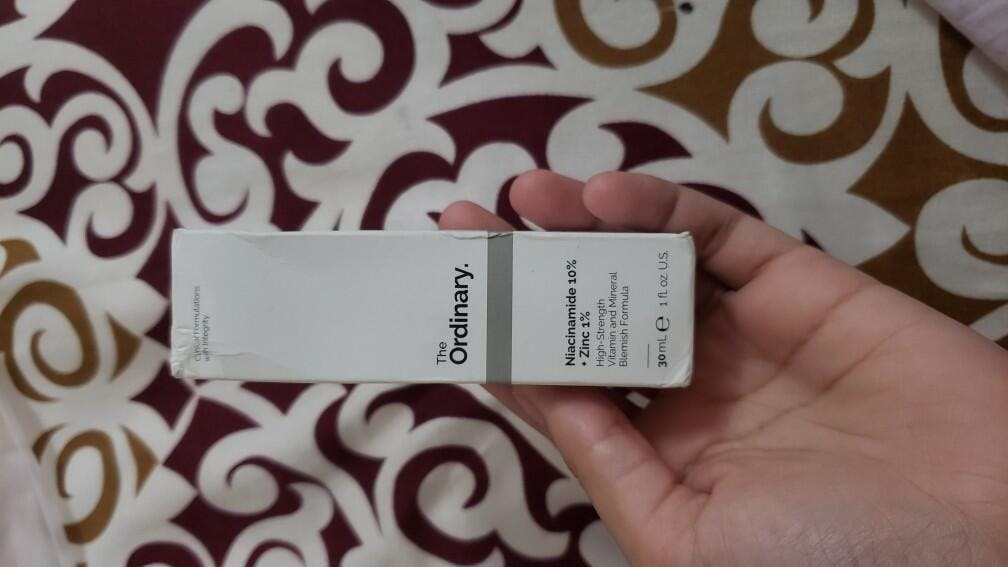 Clinical Formulations
with Integrity.
The
Ordinary.
Niacinamide 10%
+ Zinc 1%
High-Strength
Vitamin and Mineral
Blemish Formula
30 mL e 1 fl. oz U.S.